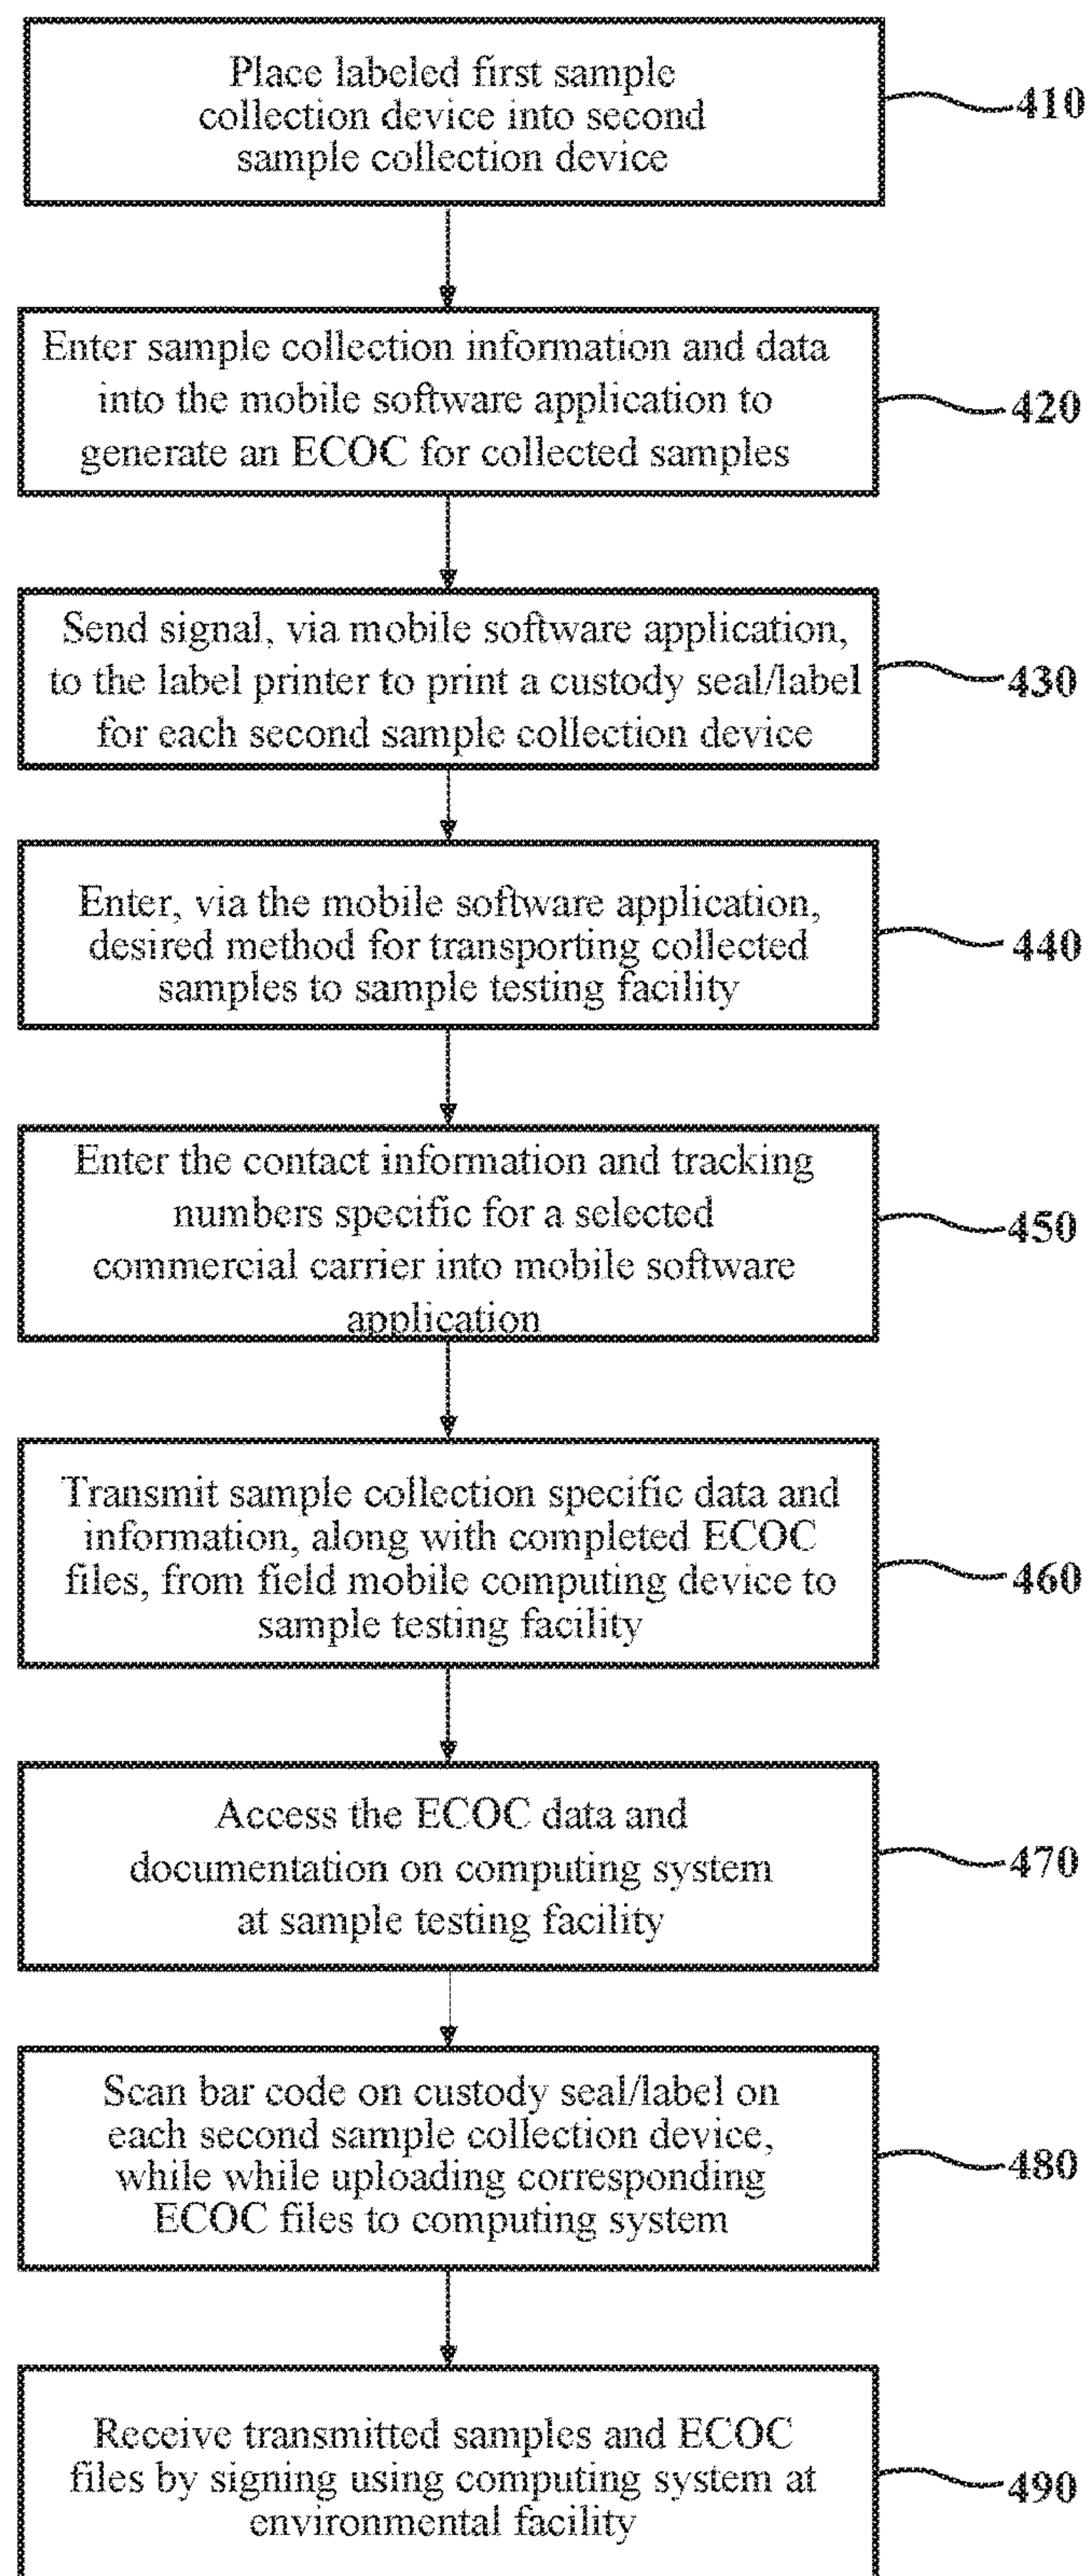 Place labeled first sample
collection device into second
sample collection device
410
Enter sample collection information and data
into the mobile software application to
generate an ECOC for collected samples
420
Send signal, via mobile software application,
to the label printer to print a custody seal/label
for each second sample collection device
430
Enter, via the mobile software application,
desired method for transporting collected
samples to sample testing facility
440
Enter the contact information and tracking
numbers specific for a selected
commercial carrier into mobile software
application
450
Transmit sample collection specific data and
information, along with completed ECOC
files, from field mobile computing device to
sample testing facility
460
Access the ECOC data and
documentation on computing system
at sample testing facility
470
Scan bar code on custody seal/label on
each second sample collection device,
while while uploading corresponding
ECOC files to computing system
480
Receive transmitted samples and ECOC
files by signing using computing system at
environmental facility
490